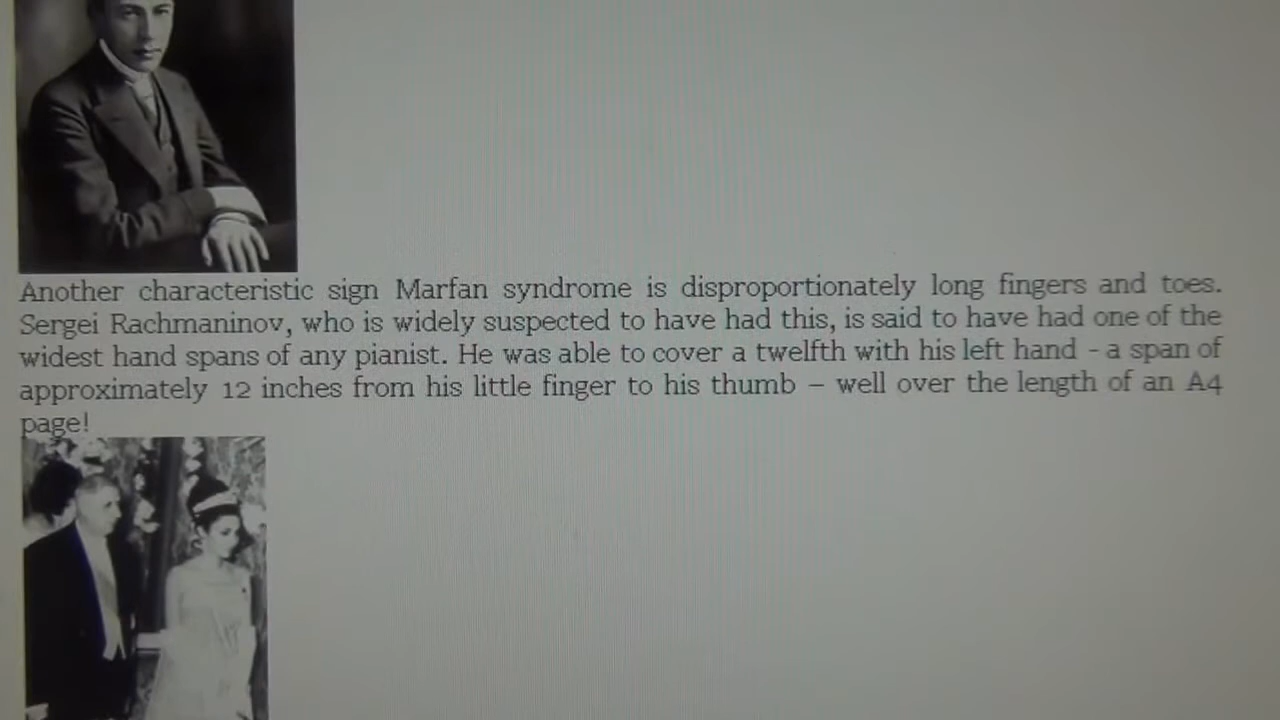 Another characteristic sign Marfan syndrome is disproportionately long fingers and toes.
Sergei Rachmaninov, who is widely suspected to have had this, is said to have had one of the
widest hand spans of any pianist. He was able to cover a twelfth with his left hand - a span of
approximately 12 inches from his little finger to his thumb – well over the length of an A4
page!